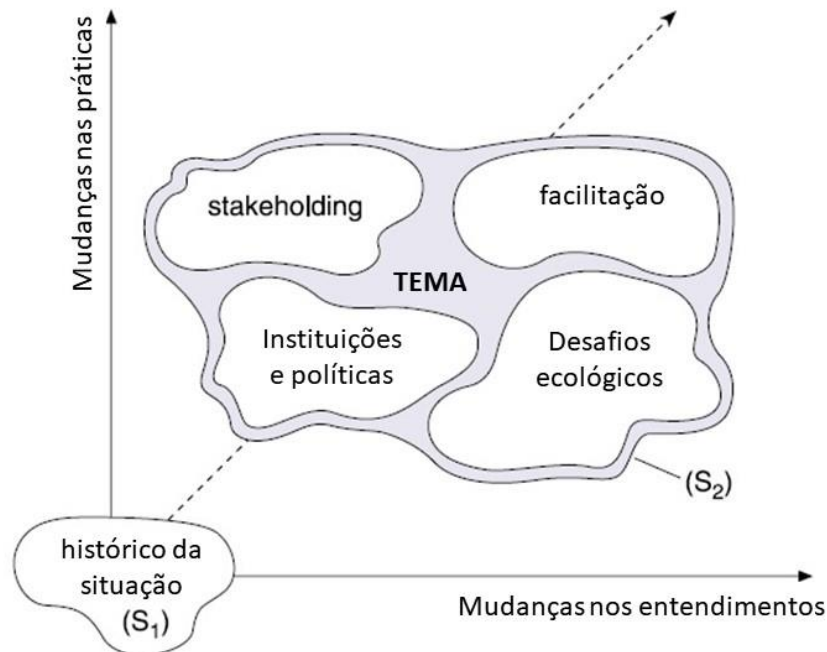 Mudanças nas práticas
stakeholding
facilitação
TEMA
Instituições
e políticas
Desafios
ecológicos
(S₂)
histórico da
situação
(S₁)
Mudanças nos entendimentos